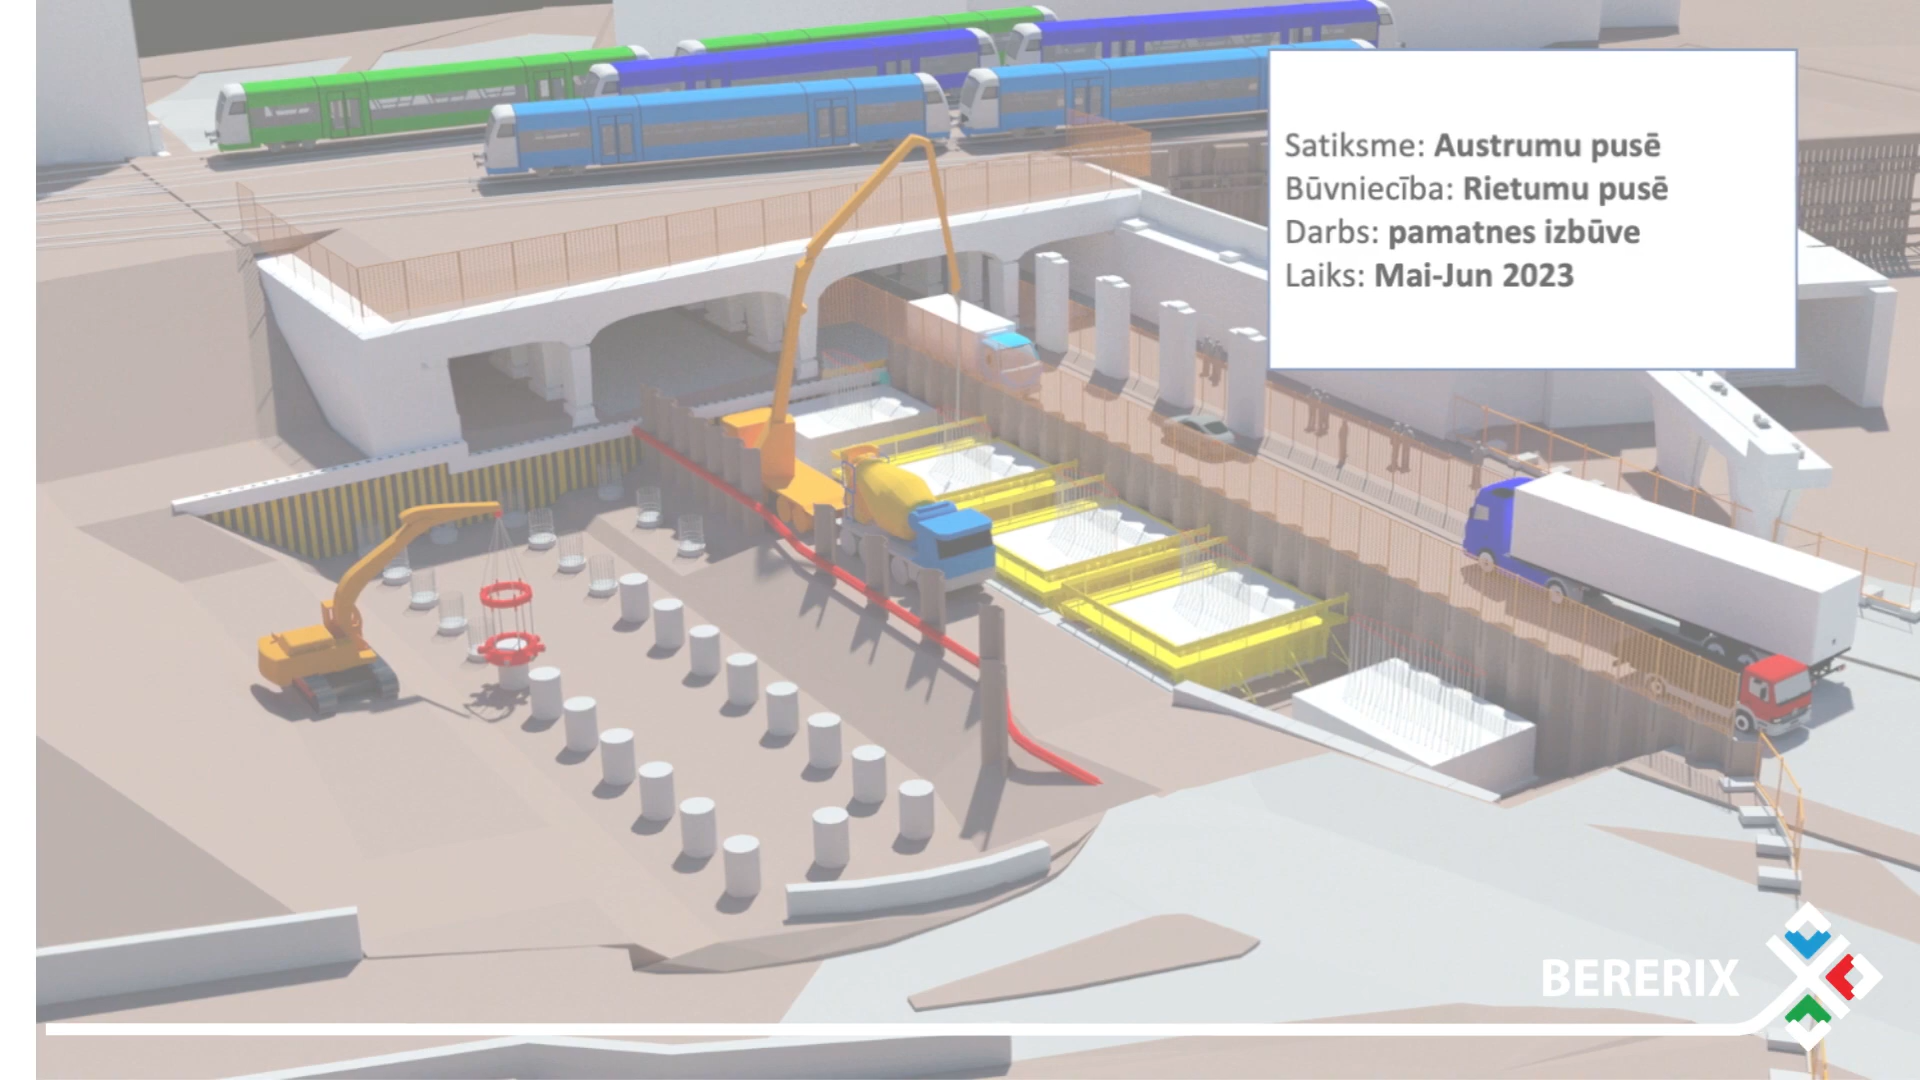 Satiksme: Austrumu pusē
Būvniecība: Rietumu pusē
Darbs: pamatnes izbūve
Laiks: Mai-Jun 2023
BERERIX